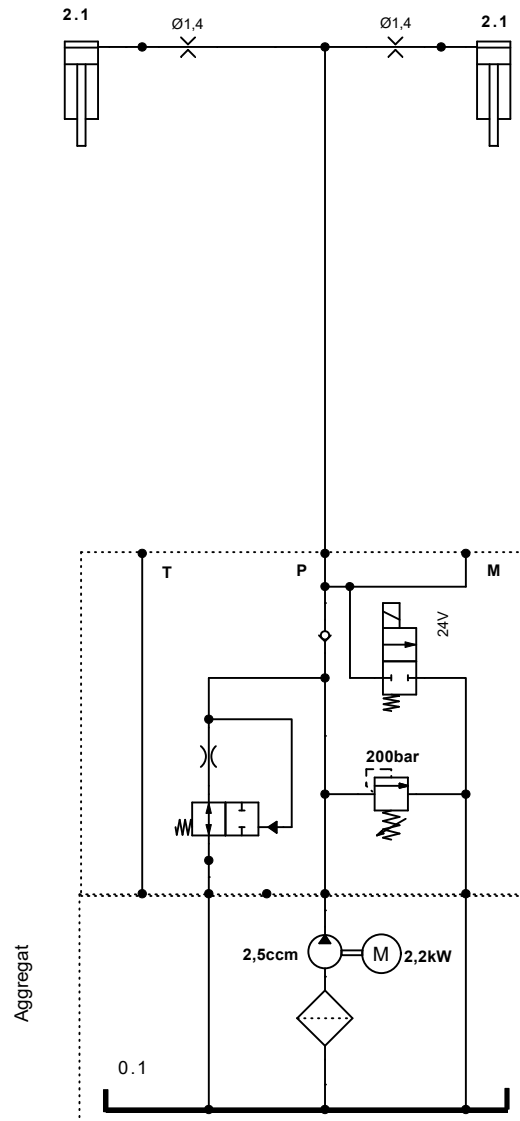 2.1
Ø1,4
Ø1,4
2.1
T
P
M
24V
200bar
2,5ccm
M
2,2kW
Aggregat
0.1